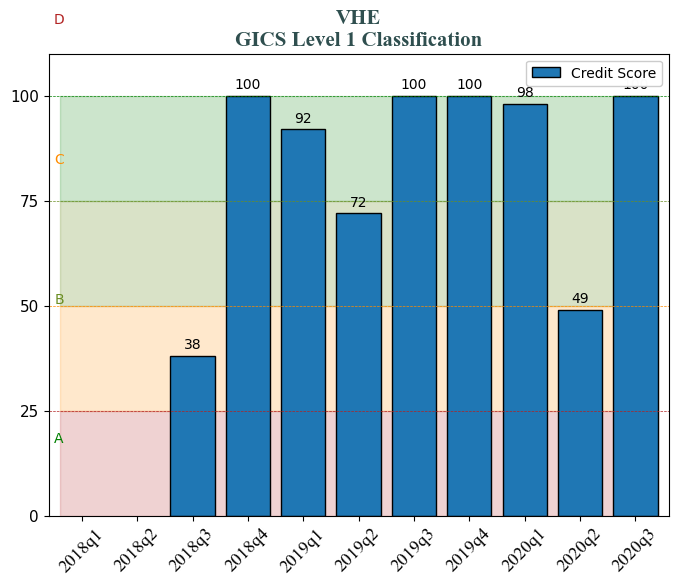 D
VHE
GICS Level 1 Classification
Credit Score
100
75
50
25
0
C
B
A
38
100
92
72
100
100
98
49
100
2018q1
2018q2
2018q3
2018q4
2019q1
2019q2
2019q3
2019q4
2020q1
2020q2
2020q3